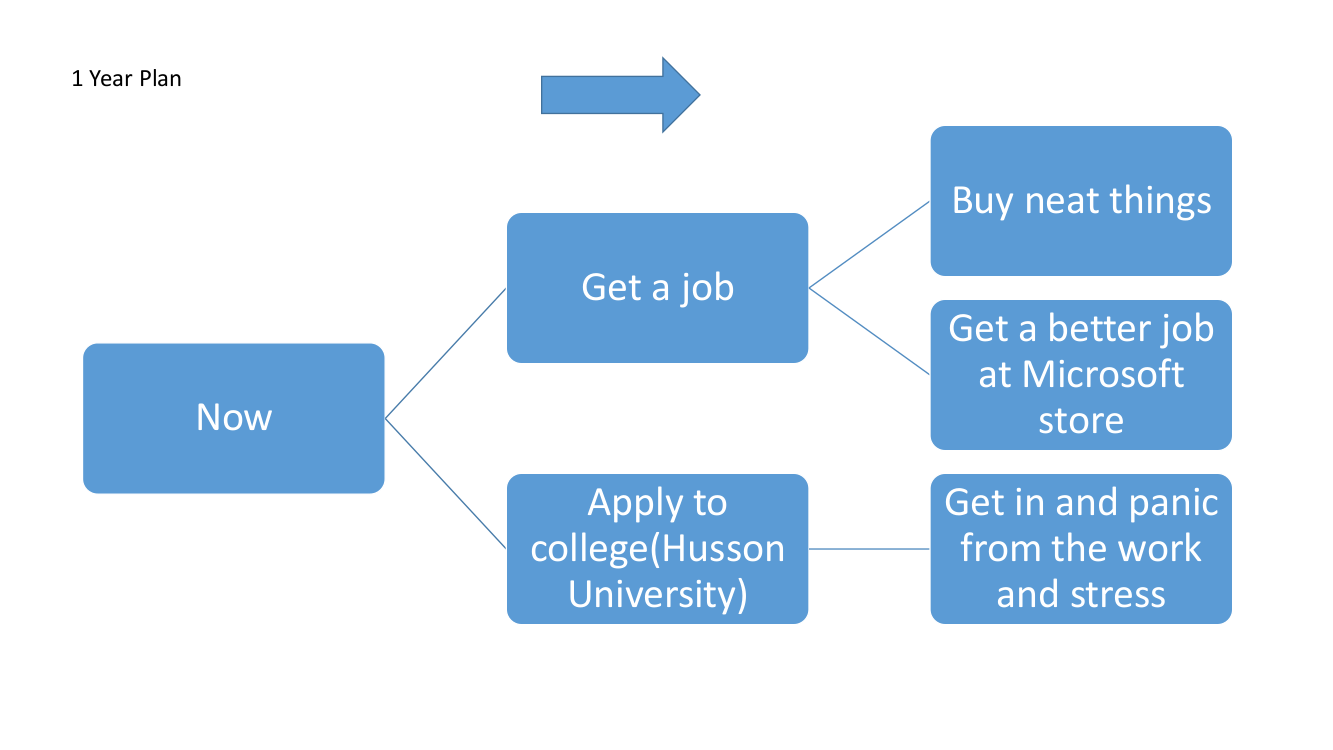 1 Year Plan
Now
Get a job
Buy neat things
Get a better job
at Microsoft
store
Apply to
college(Husson
University)
Get in and panic
from the work
and stress